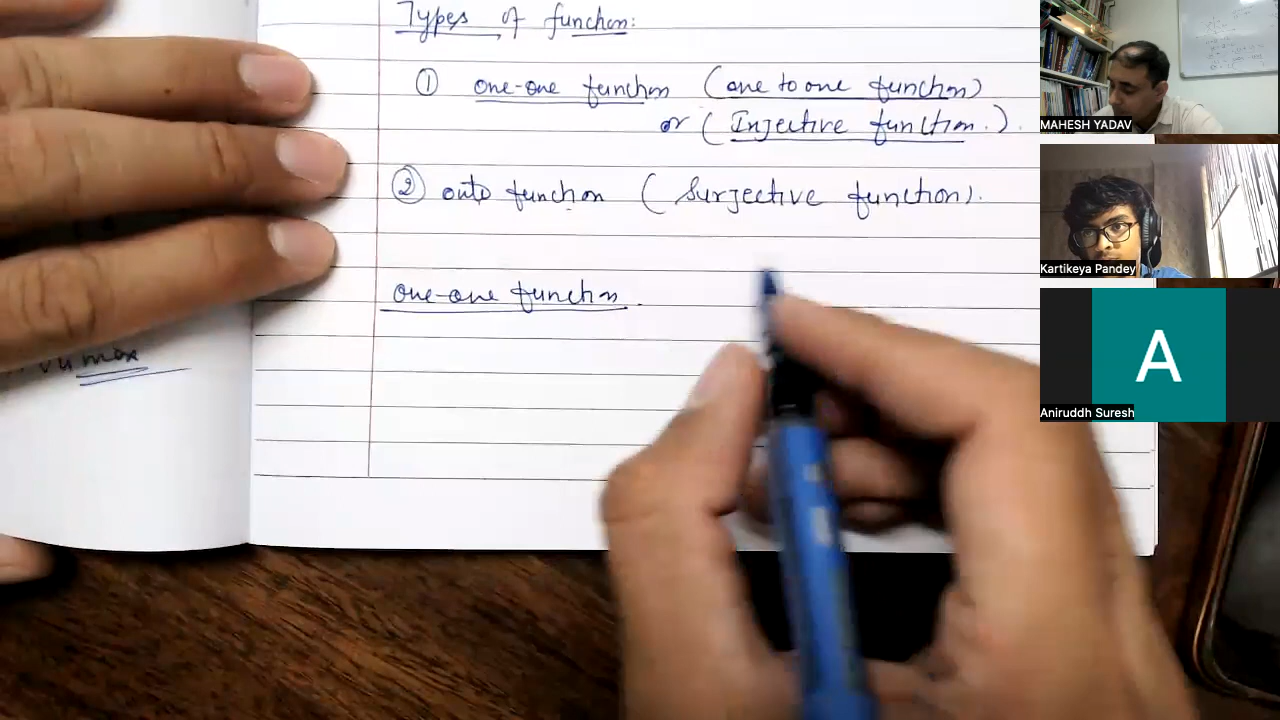 Types of function:
① one-one function (one to one function)
or (Injective function.).
② onto function (Surjective function).
One-one function.
max
MAHESH YADAV
Kartikeya Pandey
A
Aniruddh Suresh